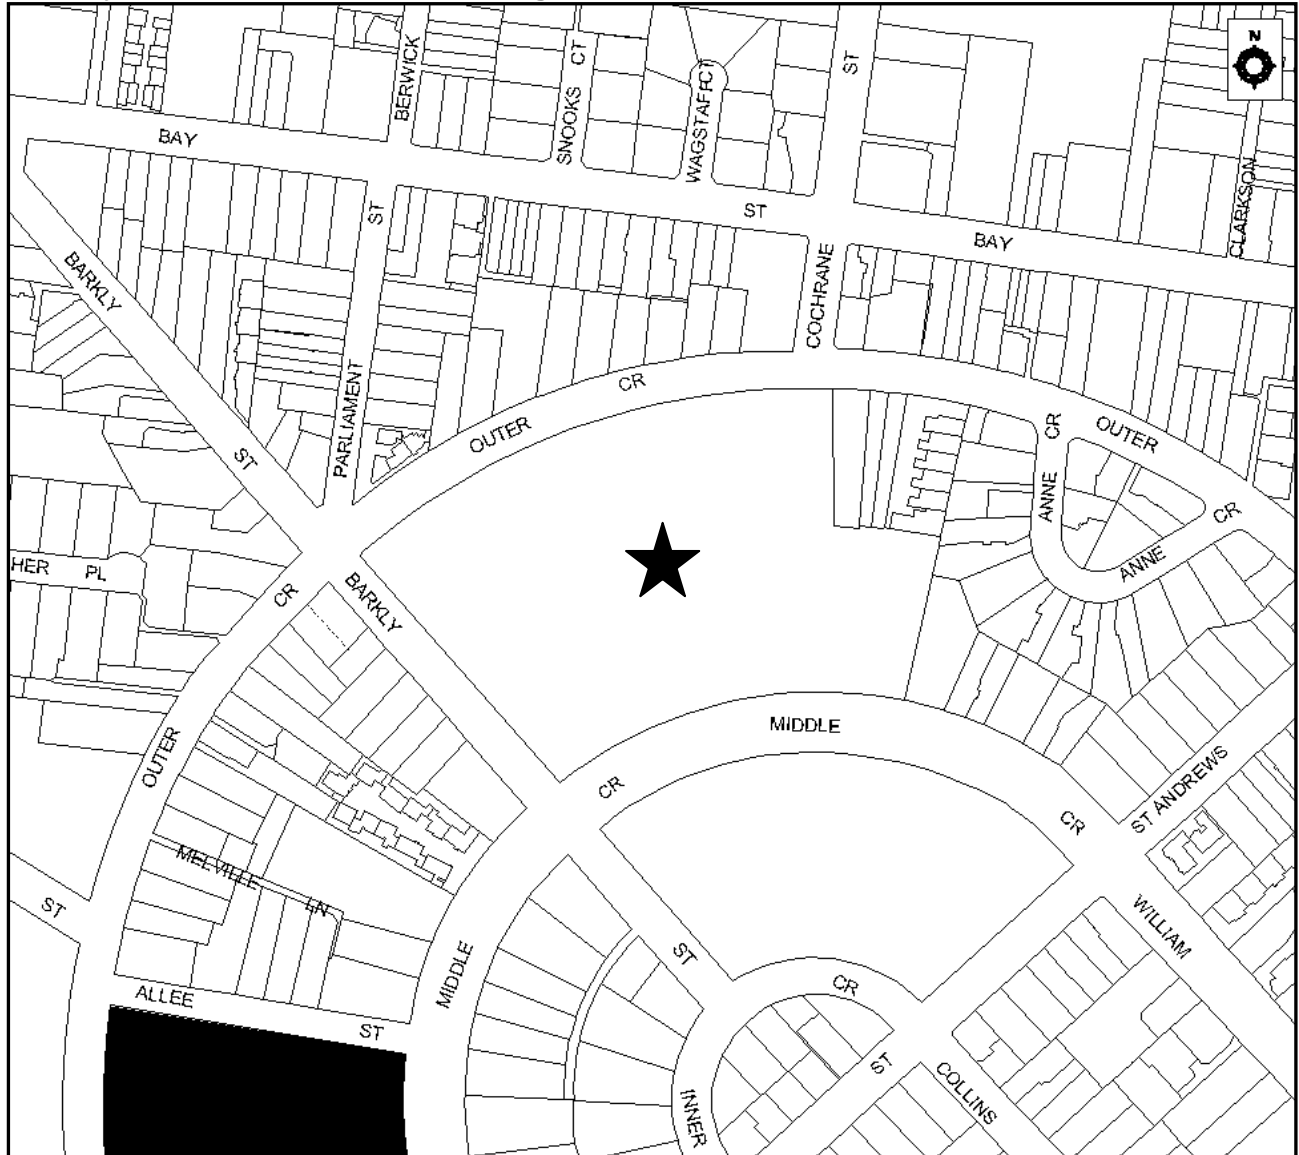 N
BERWICK
SNOOKS CT
WAGSTAFF CT
ST
BAY
ST
ST
BAY
CLARKSON
BARKLY
COCHRANE
CR
OUTER
PARLIAMENT
ST
CR
OUTER
ANNE
CR
ANNE
HER PL
CR
BARKLY
MIDDLE
OUTER
CR
CR
ST ANDREWS
MELVILLE LN
ST
WILLIAM
MIDDLE
ST
CR
ALLEE
ST
ST
COLLINS
INNER